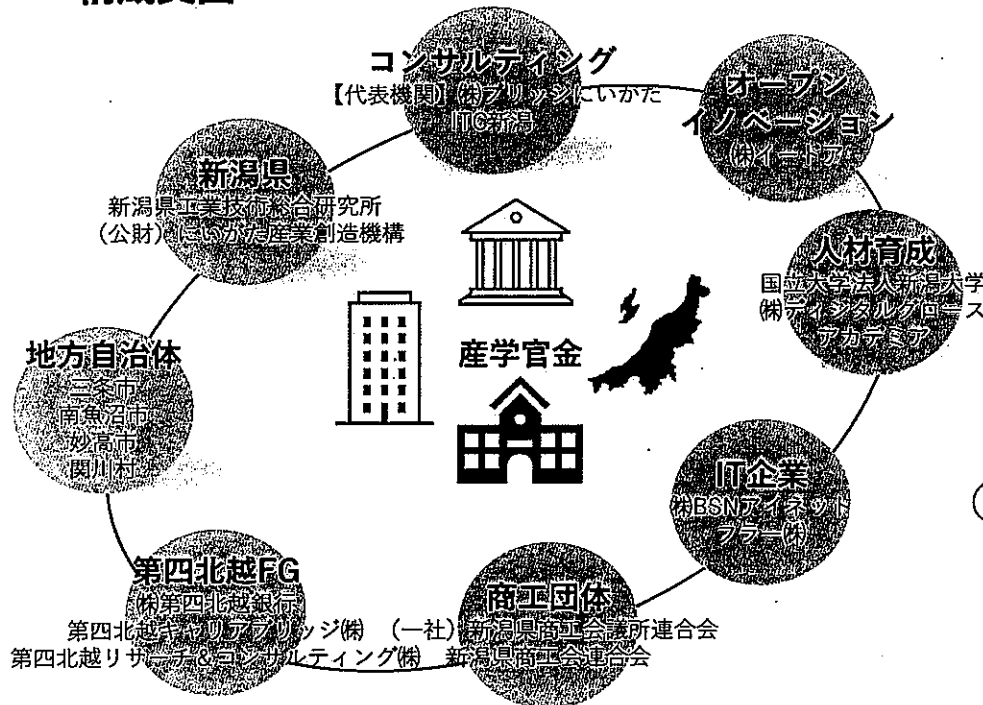 コンサルティング
【代表機関】㈱ブリッジにいがた
ITC新潟
オープン
イノベーション
㈱イードア
新潟県
新潟県工業技術総合研究所
(公財)にいがた産業創造機構
人材育成
国立大学法人新潟大学
㈱ディジタルグロース
アカデミア
産学官金
地方自治体
三条市
南魚沼市
妙高市
関川村
IT企業
㈱BSNアイネット
フラー㈱
第四北越FG
㈱第四北越銀行
第四北越キャリアブリッジ㈱
第四北越リサーチ&コンサルティング㈱
商工団体
(一社)新潟県商工会議所連合会
新潟県商工会連合会